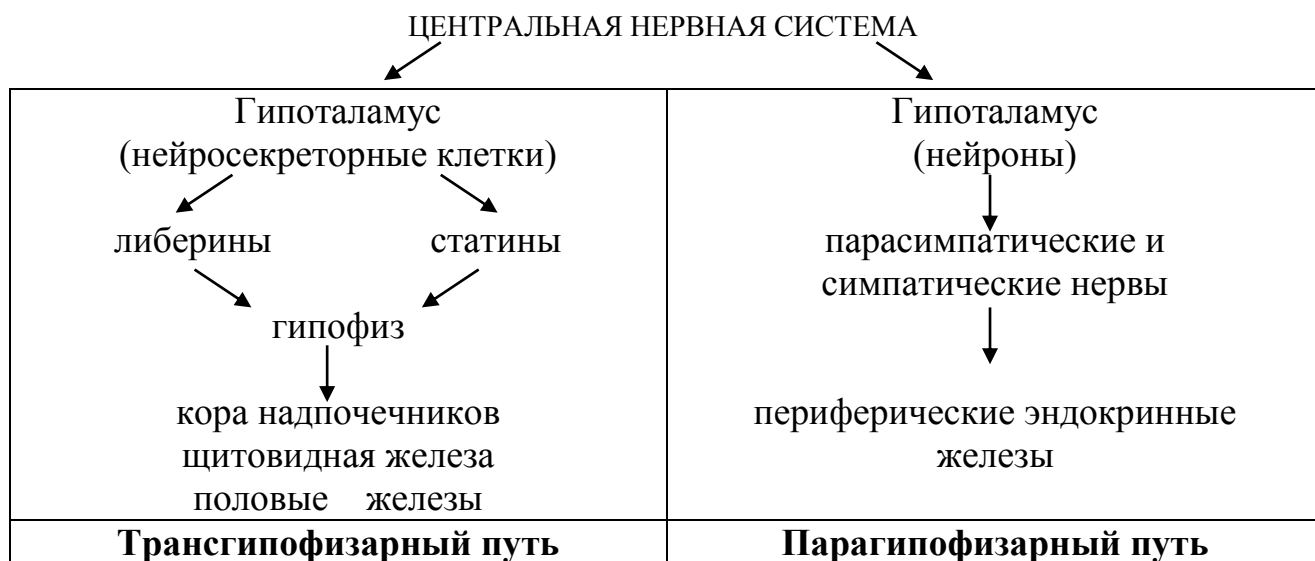 ЦЕНТРАЛЬНАЯ НЕРВНАЯ СИСТЕМА
Гипоталамус
(нейросекреторные клетки)
либерины статины
гипофиз
кора надпочечников
щитовидная железа
половые железы
Трансгипофизарный путь
Гипоталамус
(нейроны)
парасимпатические и
симпатические нервы
периферические эндокринные
железы
Парагипофизарный путь